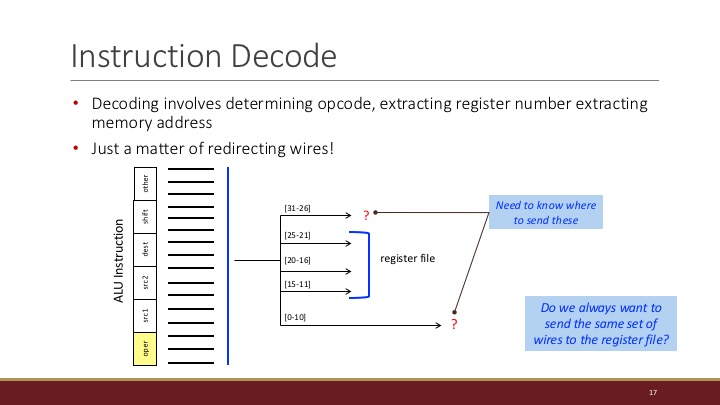 Instruction Decode
• Decoding involves determining opcode, extracting register number extracting
memory address
• Just a matter of redirecting wires!
ALU Instruction
other
shift
dest
src2
src1
oper
[31-26]
[25-21]
[20-16]
[15-11]
[0-10]
?
register file
?
Need to know where
to send these
Do we always want to
send the same set of
wires to the register file?
17